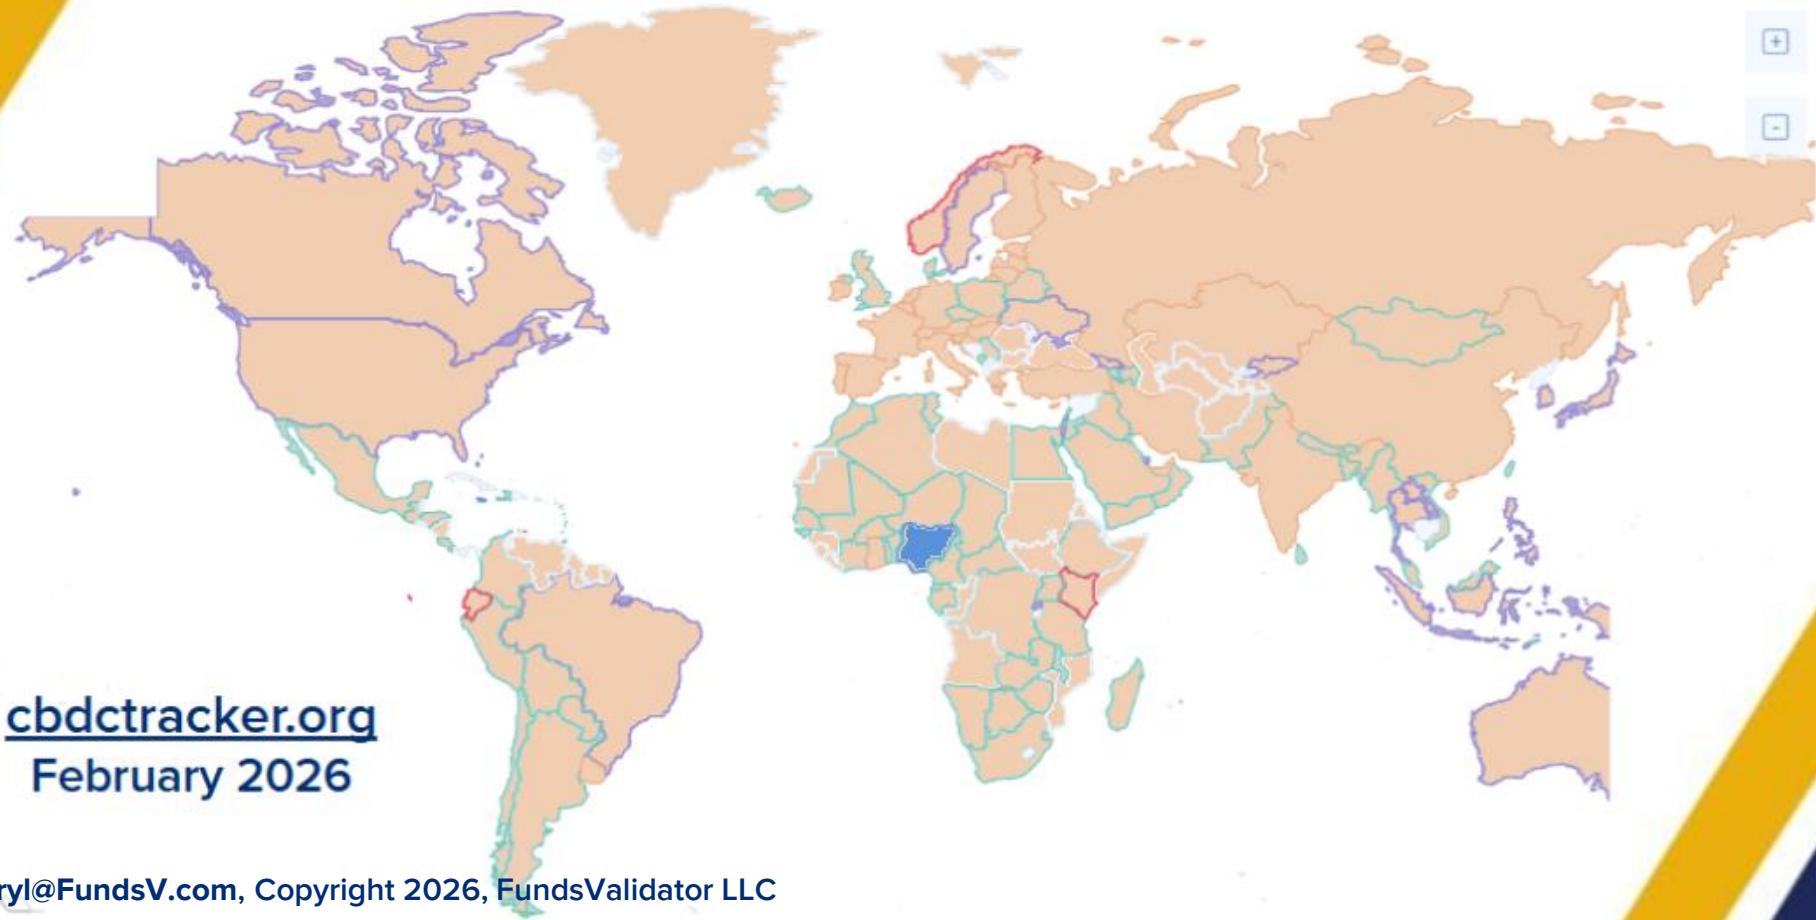 +
-
cbdctracker.org
February 2026
ryl@FundsV.com, Copyright 2026, FundsValidator LLC